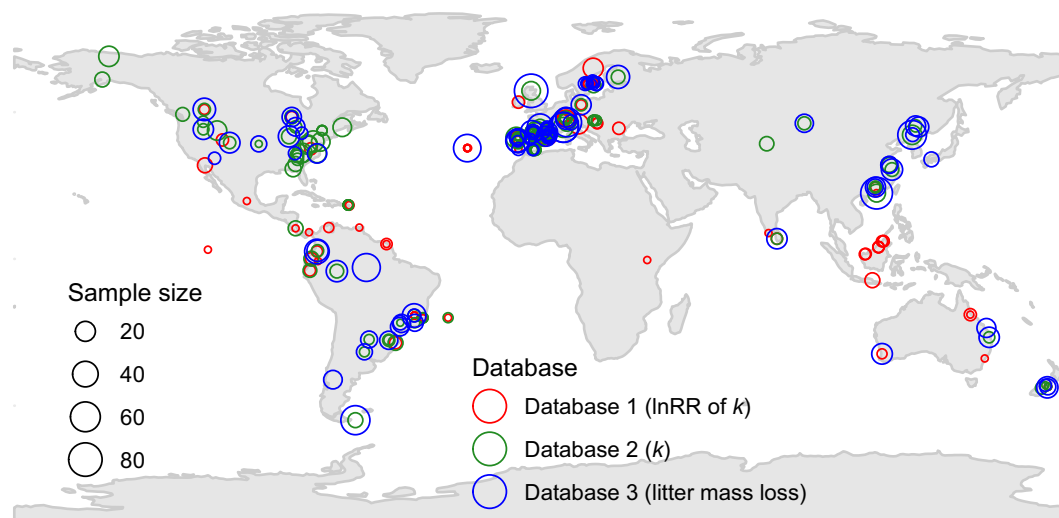 Sample size
20
40
60
80
Database
Database 1 (lnRR of k)
Database 2 (k)
Database 3 (litter mass loss)